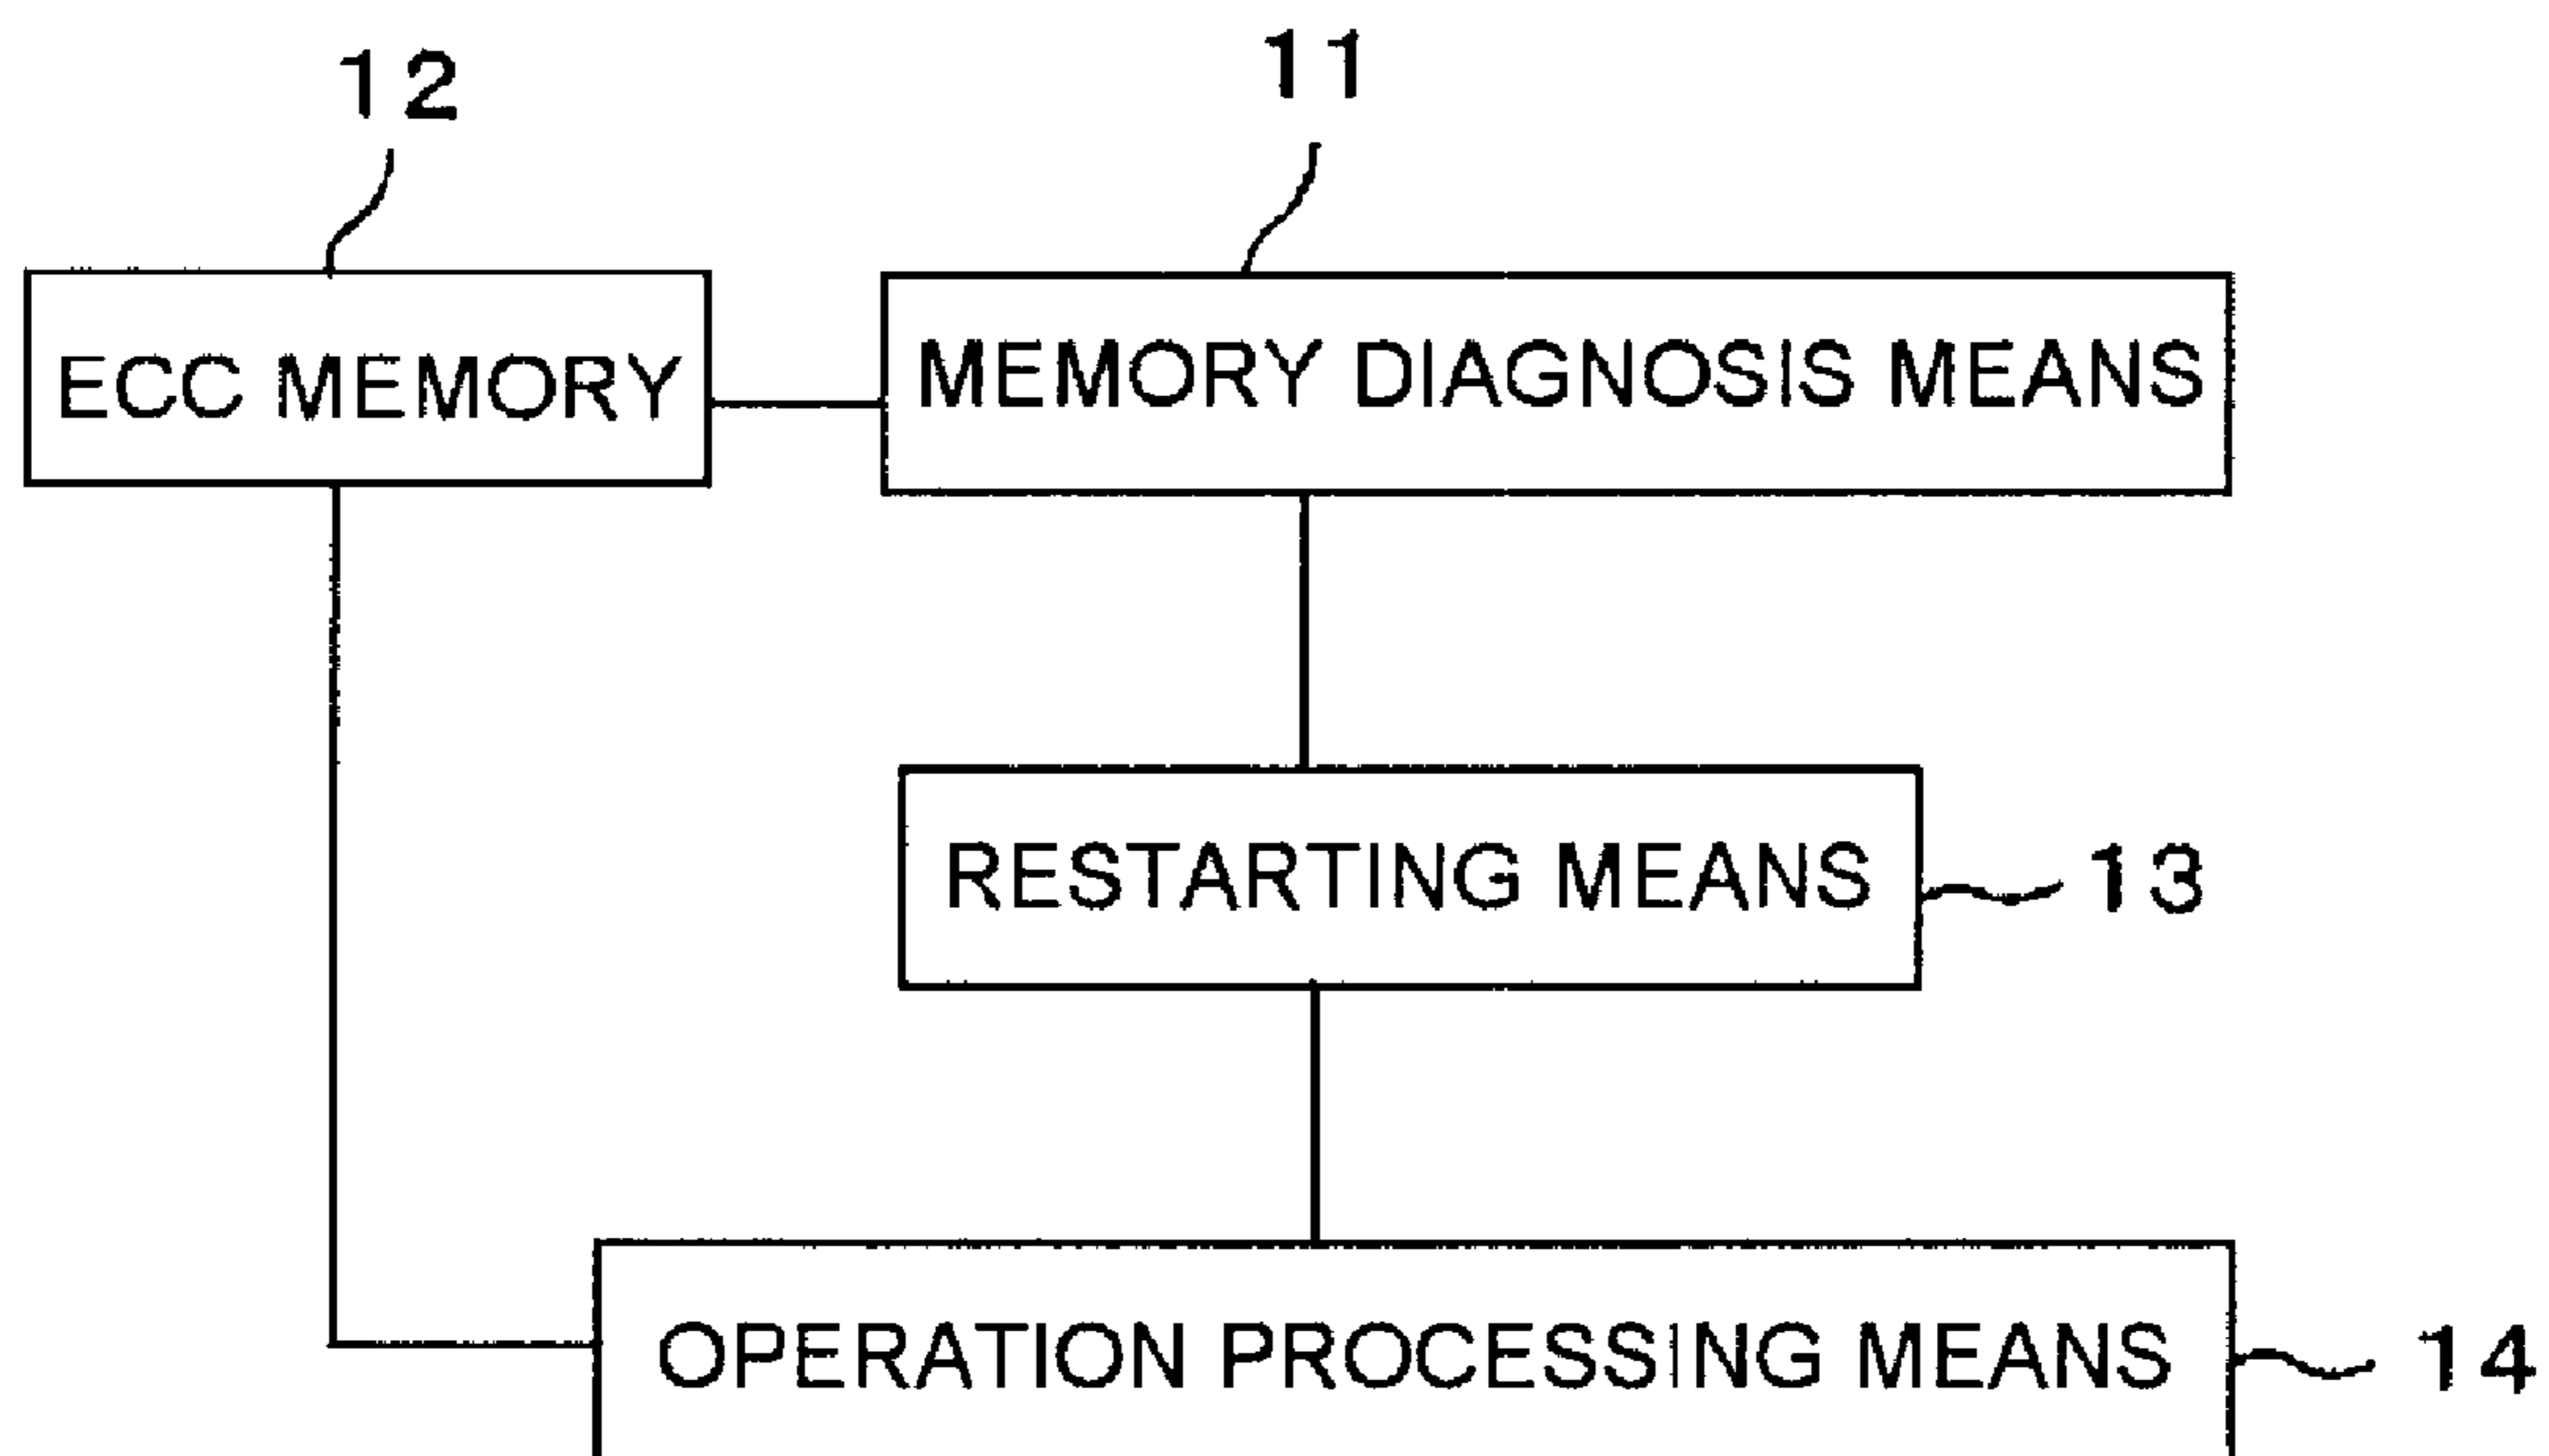 12
11
ECC MEMORY
MEMORY DIAGNOSIS MEANS
RESTARTING MEANS
13
OPERATION PROCESSING MEANS
14